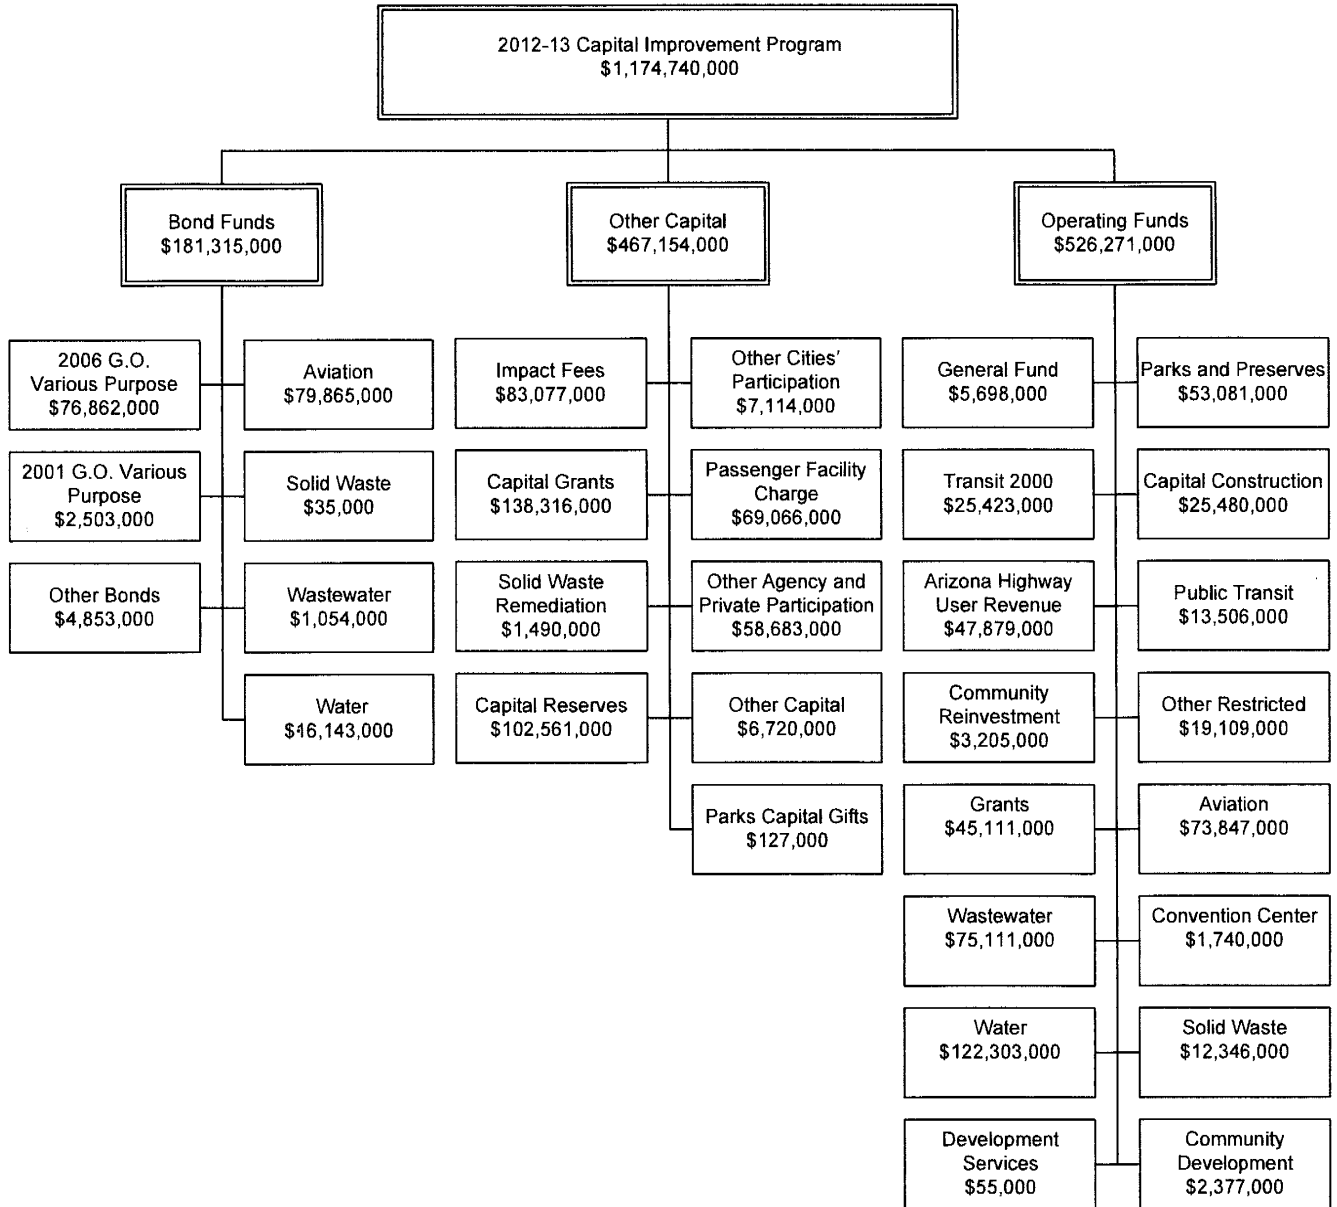 2012-13 Capital Improvement Program
$1,174,740,000
Bond Funds
$181,315,000
Other Capital
$467,154,000
Operating Funds
$526,271,000
2006 G.O.
Various Purpose
$76,862,000
Aviation
$79,865,000
2001 G.O. Various
Purpose
$2,503,000
Solid Waste
$35,000
Other Bonds
$4,853,000
Wastewater
$1,054,000
Water
$16,143,000
Impact Fees
$83,077,000
Other Cities'
Participation
$7,114,000
Capital Grants
$138,316,000
Passenger Facility
Charge
$69,066,000
Solid Waste
Remediation
$1,490,000
Other Agency and
Private Participation
$58,683,000
Capital Reserves
$102,561,000
Other Capital
$6,720,000
Parks Capital Gifts
$127,000
General Fund
$5,698,000
Parks and Preserves
$53,081,000
Transit 2000
$25,423,000
Capital Construction
$25,480,000
Arizona Highway
User Revenue
$47,879,000
Public Transit
$13,506,000
Community
Reinvestment
$3,205,000
Other Restricted
$19,109,000
Grants
$45,111,000
Aviation
$73,847,000
Wastewater
$75,111,000
Convention Center
$1,740,000
Water
$122,303,000
Solid Waste
$12,346,000
Development
Services
$55,000
Community
Development
$2,377,000